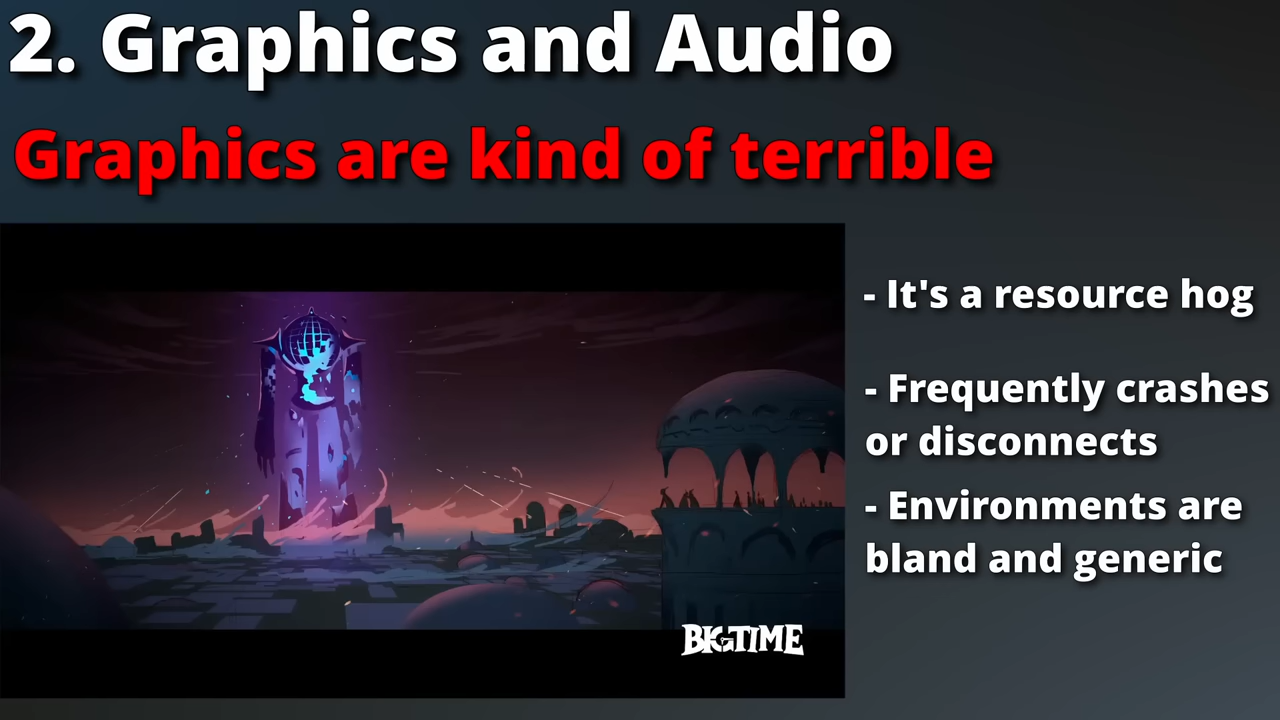 2. Graphics and Audio
Graphics are kind of terrible
- It's a resource hog
- Frequently crashes
or disconnects
- Environments are
bland and generic
BIGTIME